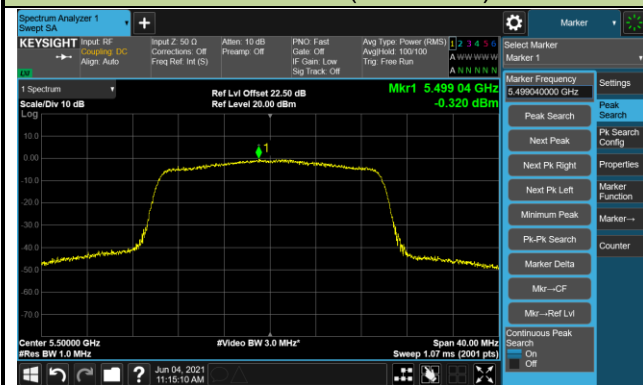 Spectrum Analyzer 1
Swept SA
Marker
KEYSIGHT
Input: RF
Coupling: DC
Align: Auto
Input Z: 50 Ω
Corrections: Off
Freq Ref: Int (S)
Atten: 10 dB
Preamp: Off
PNO: Fast
Gate: Off
IF Gain: Low
Sig Track: Off
Avg Type: Power (RMS)
Avg|Hold: 100/100
Trig: Free Run
1 2 3 4 5 6
A W W W W W
A N N N N N
Select Marker
Marker 1
1 Spectrum
Scale/Div 10 dB
Log
Ref Lvl Offset 22.50 dB
Ref Level 20.00 dBm
Mkr1 5.499 04 GHz
-0.320 dBm
10.0
0.00
-10.0
-20.0
-30.0
-40.0
-50.0
-60.0
-70.0
1
Center 5.50000 GHz
#Res BW 1.0 MHz
#Video BW 3.0 MHz*
Span 40.00 MHz
Sweep 1.07 ms (2001 pts)
Marker Frequency
5.499040000 GHz
Peak Search
Next Peak
Next Pk Right
Next Pk Left
Minimum Peak
Pk-Pk Search
Marker Delta
Mkr→CF
Mkr→Ref Lvl
Continuous Peak
Search
On
Off
Settings
Peak
Search
Pk Search
Config
Properties
Marker
Function
Marker→
Counter
Jun 04, 2021
11:15:10 AM